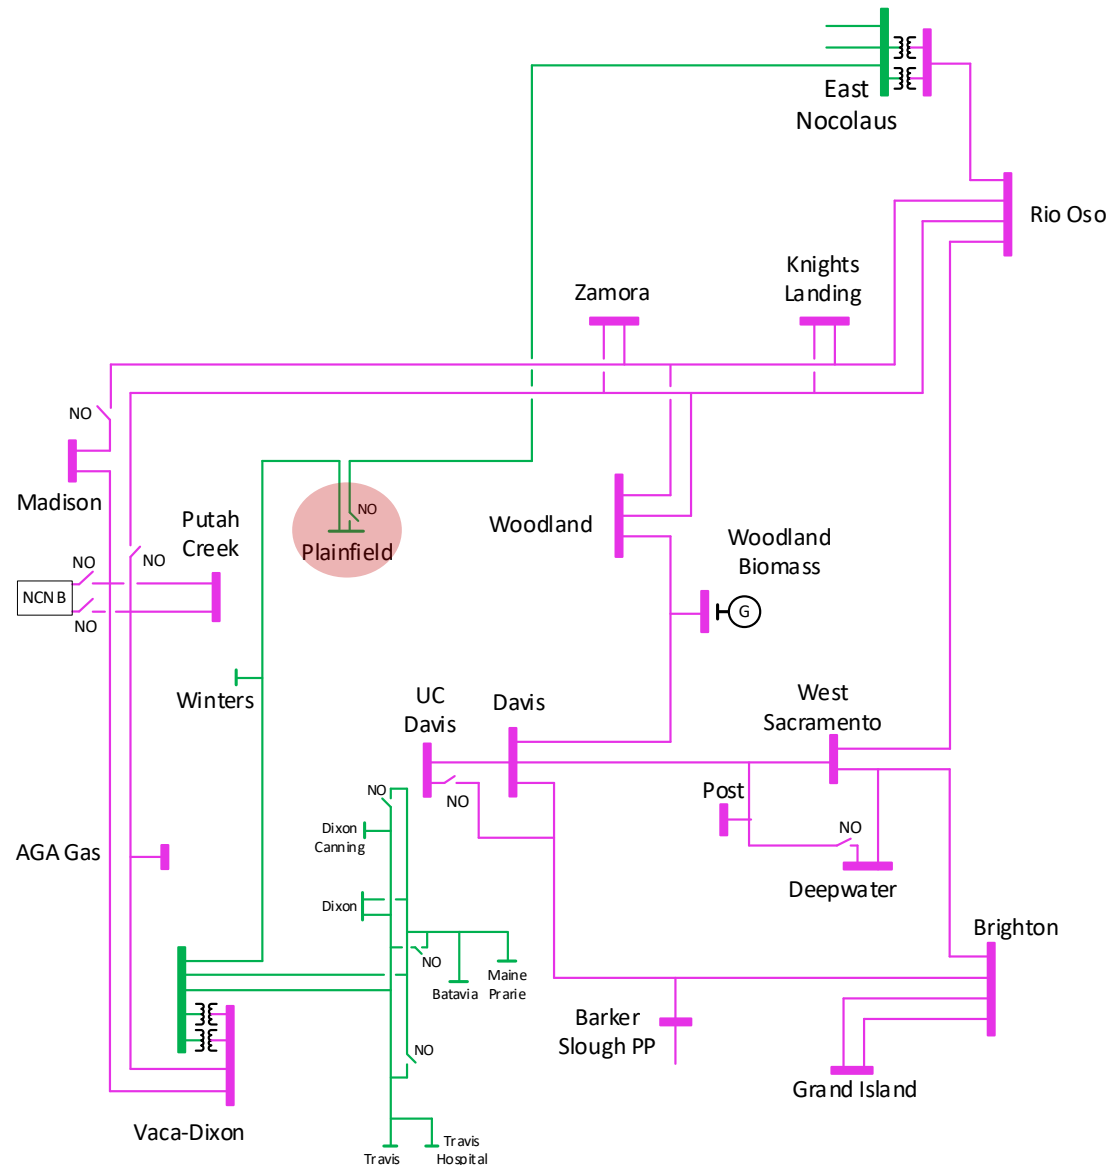 East
Nocolaus
Rio Oso
Knights
Landing
Zamora
NO
Madison
Putah
Creek
NO
NO
NCNB
NO
NO
Plainfield
Woodland
Woodland
Biomass
G
Winters
UC
Davis
Davis
West
Sacramento
NO
NO
Post
NO
Dixon
Canning
AGA Gas
Deepwater
Dixon
Brighton
NO
Batavia
Maine
Prarie
Barker
Slough PP
NO
Grand Island
Vaca-Dixon
Travis
Travis
Hospital